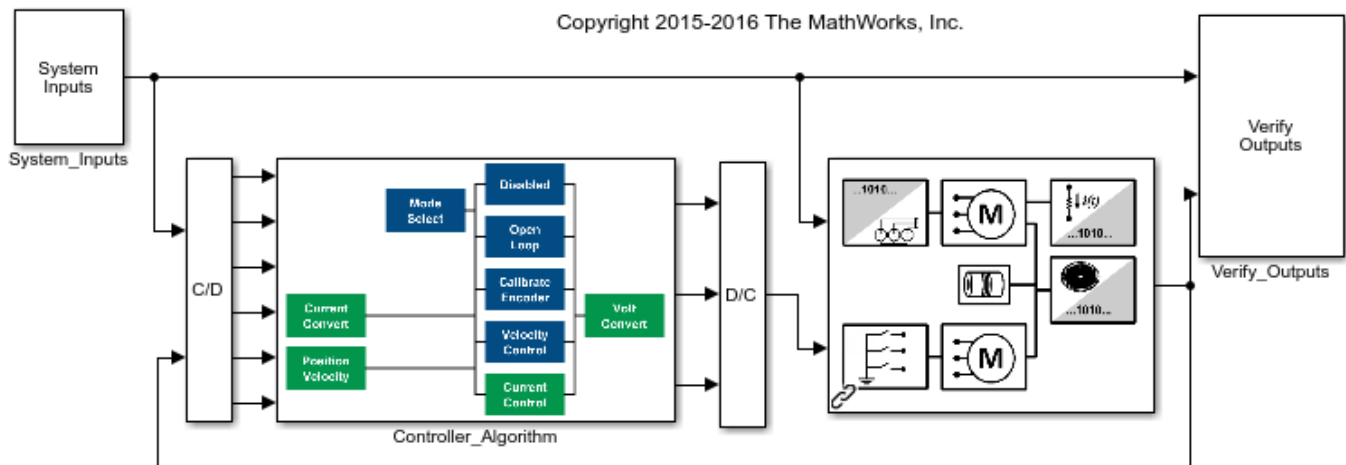 Copyright 2015-2016 The MathWorks, Inc.
System
Inputs
System_Inputs
Verify
Outputs
Verify_Outputs
C/D
Mode
Select
Disabled
Open
Loop
Calibrate
Encoder
Velocity
Control
Current
Control
Current
Convert
Position
Velocity
Volt
Convert
Controller_Algorithm
D/C
...1010...
M
i(t)
...1010...
...1010...
M